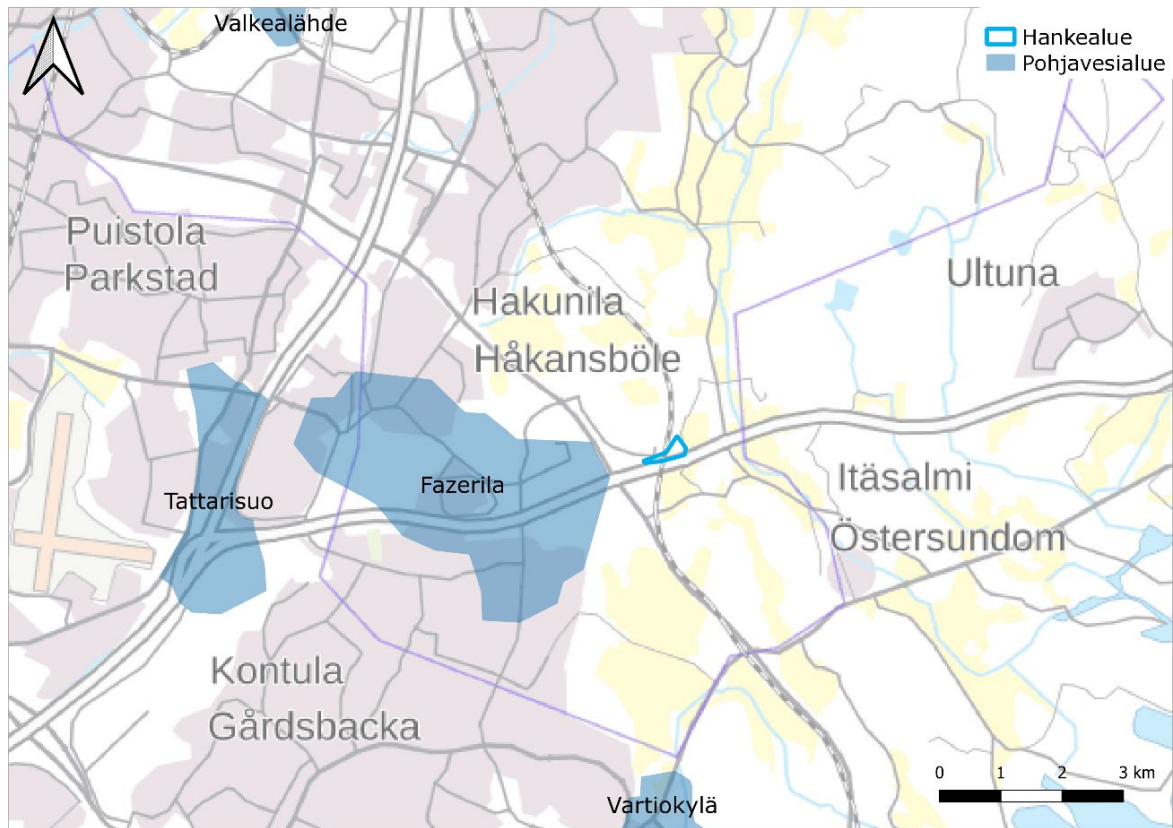 Valkealähde
Hankealue
Pohjavesialue
Puistola
Parkstad
Hakunila
Håkansböle
Ultuna
Tattarisuo
Fazerila
Itäsalmi
Östersundom
Kontula
Gårdsbacka
Vartiokylä
0 1 2 3 km